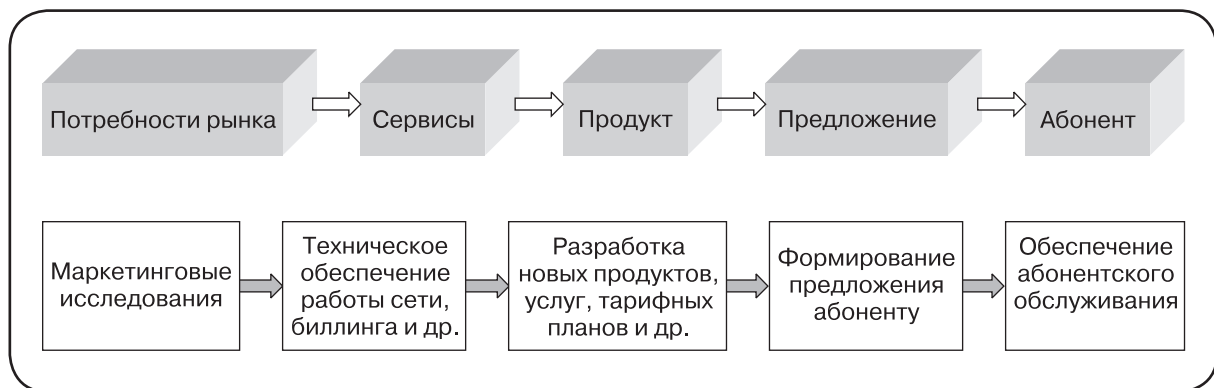 Потребности рынка
Сервисы
Продукт
Предложение
Абонент
Маркетинговые
исследования
Техническое
обеспечение
работы сети,
биллинга и др.
Разработка
новых продуктов,
услуг, тарифных
планов и др.
Формирование
предложения
абоненту
Обеспечение
абонентского
обслуживания